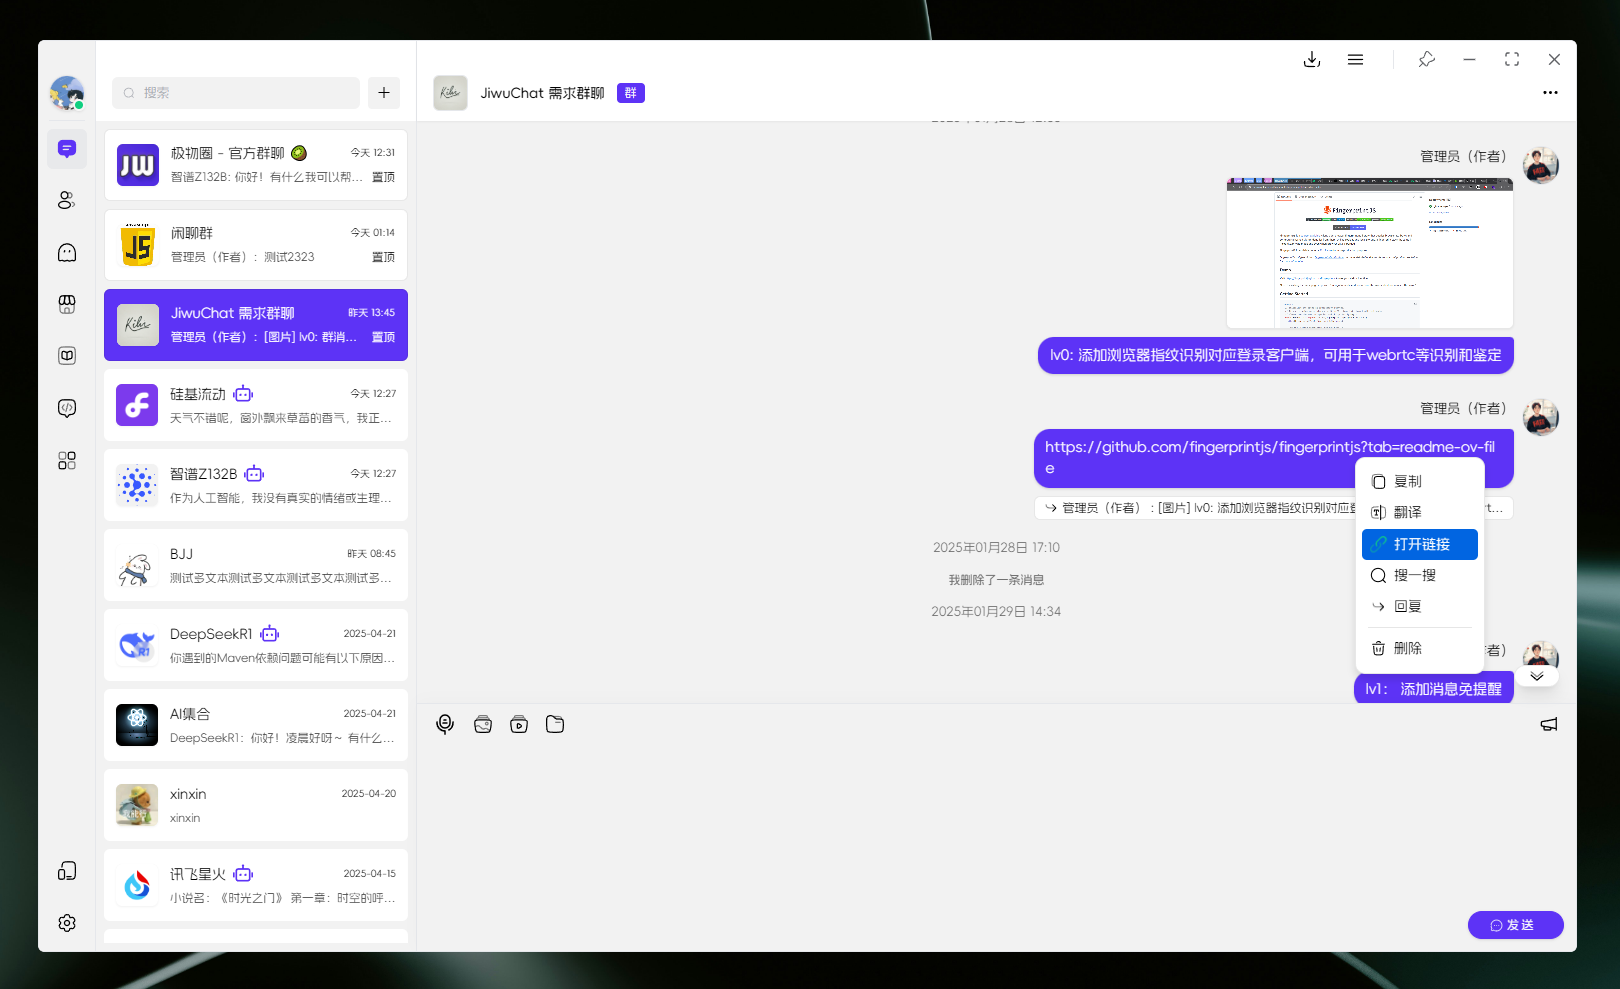 搜索
极物圈 - 官方群聊
今天 12:31
智谱Z132B: 你好！有什么我可以帮...
置顶
闲聊群
今天 01:14
管理员（作者）: 测试2323
置顶
JiwuChat 需求群聊
昨天 13:45
管理员（作者）: [图片] lv0: 群消...
置顶
硅基流动
今天 12:27
天气不错呢，窗外飘来草莓的香气，我正...
智谱Z132B
今天 12:27
作为人工智能，我没有真实的情绪或生理...
BJJ
昨天 08:45
测试多文本测试多文本测试多文本测试多...
DeepSeekR1
2025-04-21
你遇到的Maven依赖问题可能有以下原因...
AI集合
2025-04-21
DeepSeekR1: 你好！凌晨好呀～ 有什么...
xinxin
2025-04-20
xinxin
讯飞星火
2025-04-15
小说名：《时光之门》 第一章：时空的呼...
JiwuChat 需求群聊
群
管理员（作者）
FingerprintJS
Demo
Getting Started
lv0: 添加浏览器指纹识别对应登录客户端，可用于webrtc等识别和鉴定
管理员（作者）
https://github.com/fingerprintjs/fingerprintjs?tab=readme-ov-fil
e
管理员（作者）: [图片] lv0: 添加浏览器指纹识别对应登
rt...
2025年01月28日 17:10
我删除了一条消息
2025年01月29日 14:34
复制
翻译
打开链接
搜一搜
回复
删除
者）
lv1： 添加消息免提醒
发送